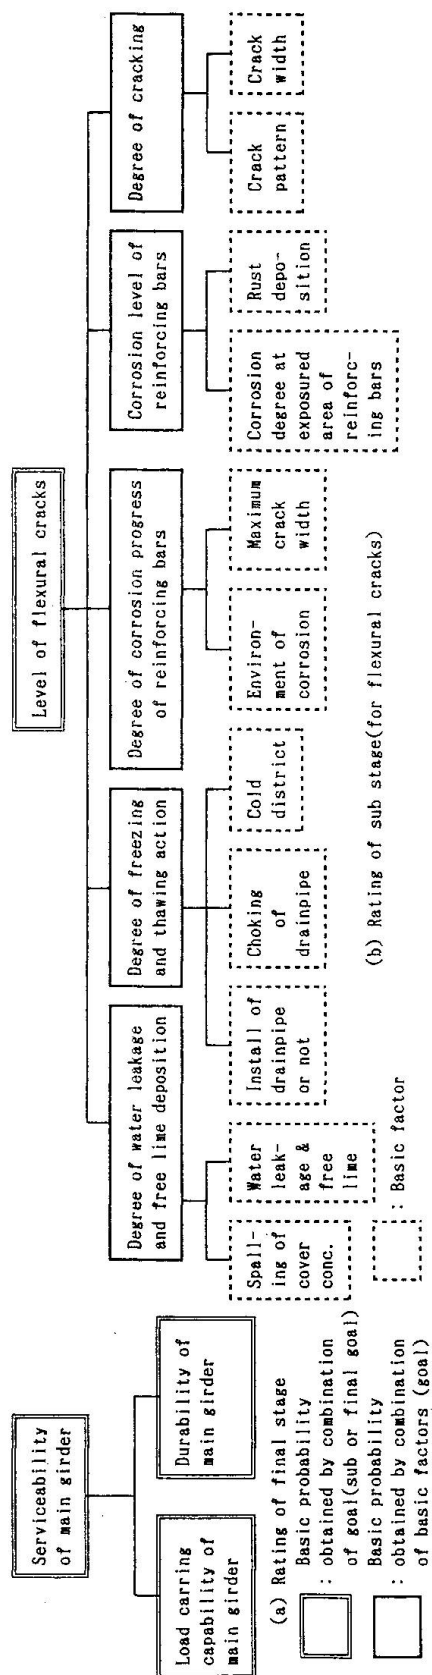 Serviceability
of main girder
Load carring
capability of
main girder
Durability of
main girder
(a) Rating of final stage
Basic probability
: obtained by combination
of goal(sub or final goal)
Basic probability
: obtained by combination
of basic factors (goal)
Level of flexural cracks
Degree of water leakage
and free lime deposition
Degree of freezing
and thawing action
Degree of corrosion progress
of reinforcing bars
Corrosion level of
reinforcing bars
Degree of cracking
Spall-
ing of
cover
conc.
Water
leak-
age &
free
lime
Install of
drainpipe
or not
Choking
of
drainpipe
Cold
district
Environ-
ment of
corrosion
Maximum
crack
width
Corrosion
degree at
exposured
area of
reinforc-
ing bars
Rust
depo-
sition
Crack
pattern
Crack
width
: Basic factor
(b) Rating of sub stage(for flexural cracks)